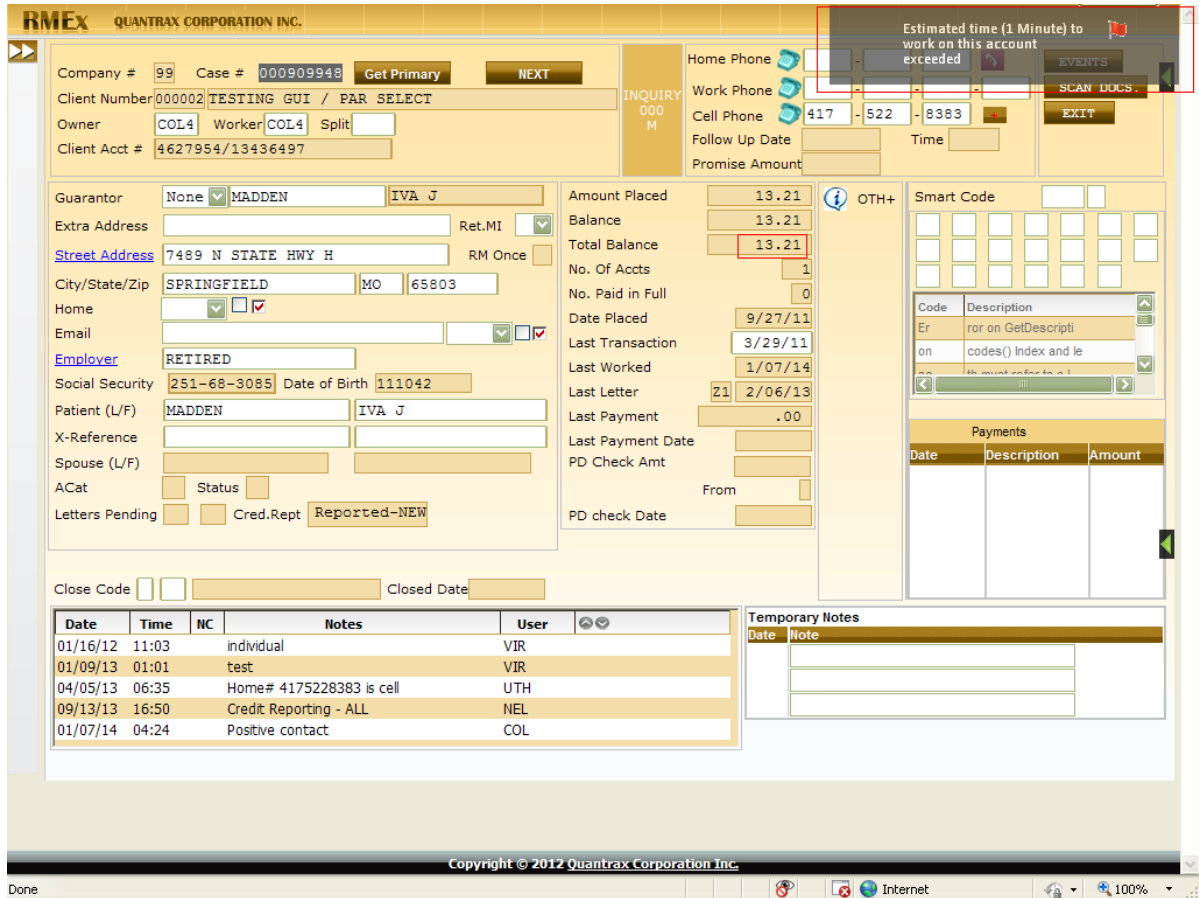 RMEx QUANTRAX CORPORATION INC.
Estimated time (1 Minute) to
work on this account
exceeded
Company # 99 Case # 000909948 Get Primary NEXT
Client Number 000002 TESTING GUI / PAR SELECT
Owner COL4 Worker COL4 Split
Client Acct # 4627954/13436497
INQUIRY
000
M
Home Phone - -
Work Phone - -
Cell Phone 417 - 522 - 8383 +
Follow Up Date Time
Promise Amount
EVENTS
SCAN DOCS.
EXIT
Guarantor None MADDEN IVA J
Extra Address Ret.MI
Street Address 7489 N STATE HWY H RM Once
City/State/Zip SPRINGFIELD MO 65803
Home
Email
Employer RETIRED
Social Security 251-68-3085 Date of Birth 111042
Patient (L/F) MADDEN IVA J
X-Reference
Spouse (L/F)
ACat Status
Letters Pending Cred.Rept Reported-NEW
Close Code Closed Date
Amount Placed 13.21
Balance 13.21
Total Balance 13.21
No. Of Accts 1
No. Paid in Full 0
Date Placed 9/27/11
Last Transaction 3/29/11
Last Worked 1/07/14
Last Letter Z1 2/06/13
Last Payment .00
Last Payment Date
PD Check Amt
From
PD check Date
OTH+
Smart Code
Code Description
Er ror on GetDescripti
on codes() Index and le
Payments
Date Description Amount
Date Time NC Notes User
01/16/12 11:03 individual VIR
01/09/13 01:01 test VIR
04/05/13 06:35 Home# 4175228383 is cell UTH
09/13/13 16:50 Credit Reporting - ALL NEL
01/07/14 04:24 Positive contact COL
Temporary Notes
Date Note
Copyright © 2012 Quantrax Corporation Inc.
Done Internet 100%